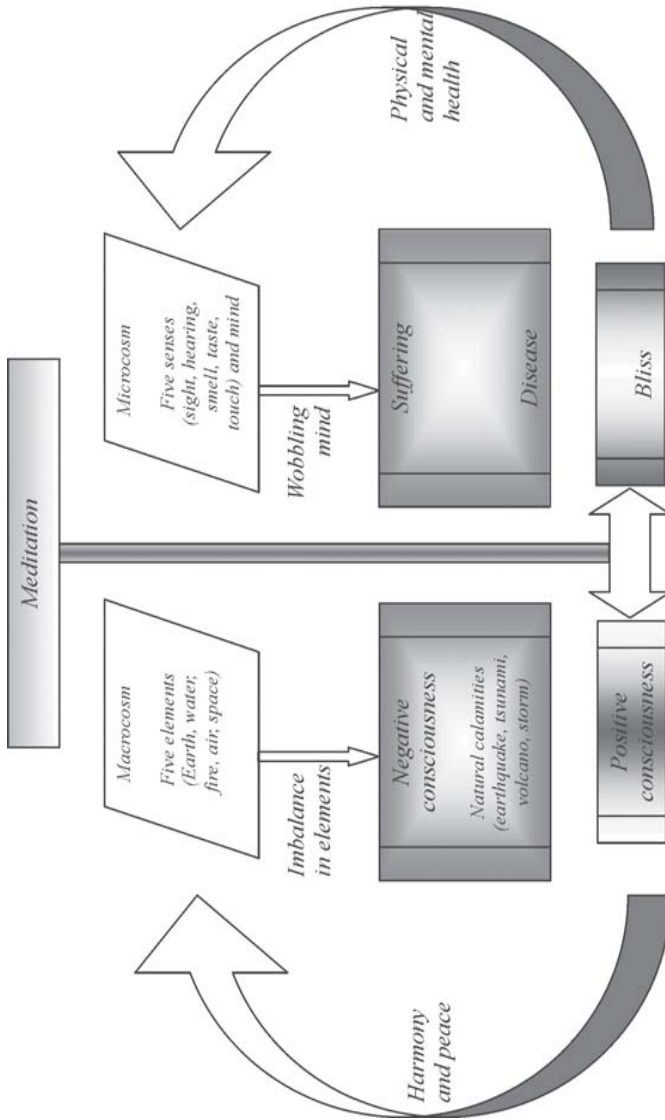 Meditation
Macrocosm
Five elements
(Earth, water,
fire, air, space)
Microcosm
Five senses
(sight, hearing,
smell, taste,
touch) and mind
Imbalance
in elements
Wobbling
mind
Negative
consciousness
Natural calamities
(earthquake, tsunami,
volcano, storm)
Suffering
Disease
Positive
consciousness
Bliss
Harmony
and peace
Physical
and mental
health